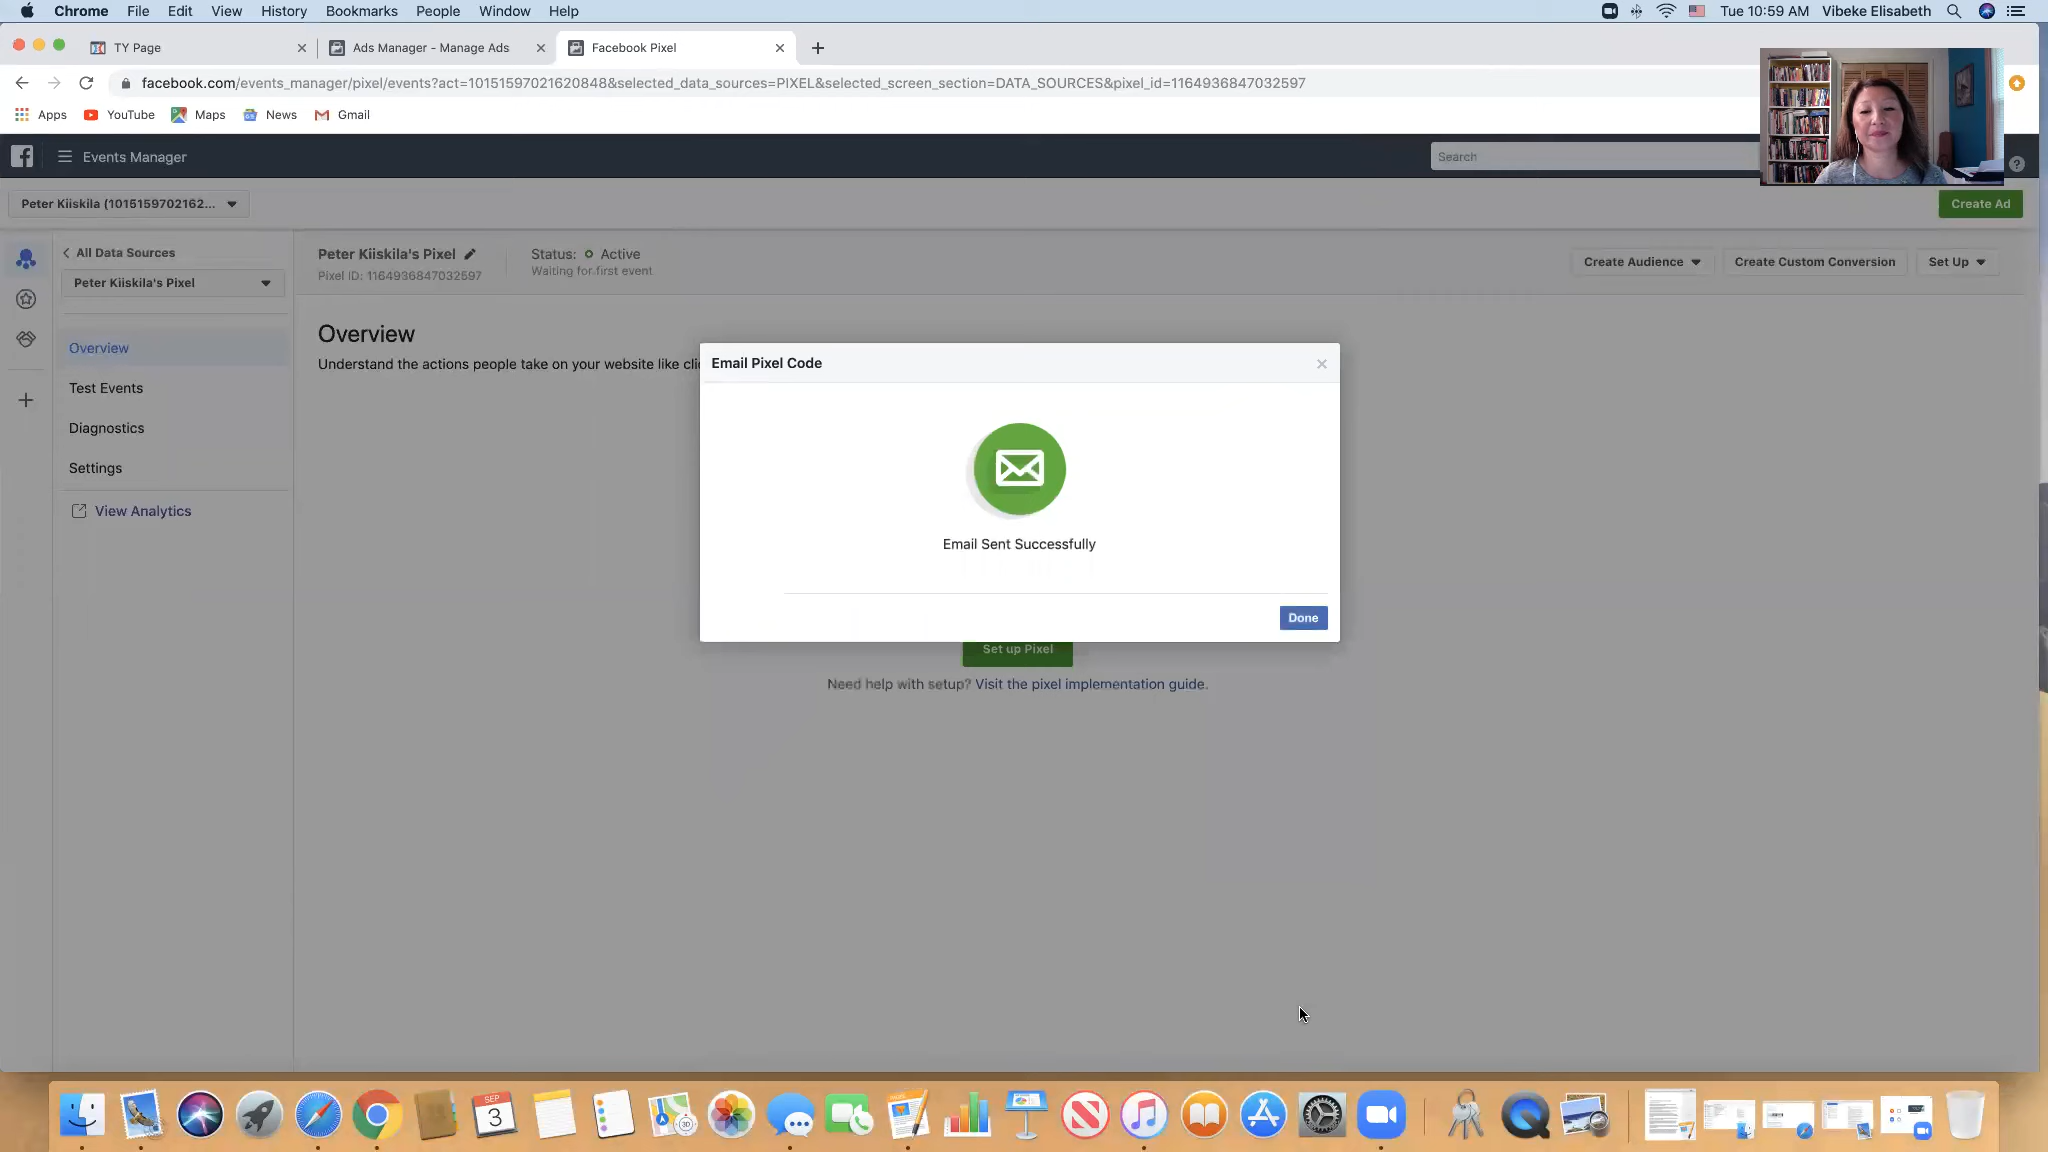 Chrome File Edit View History Bookmarks People Window Help Tue 10:59 AM Vibeke Elisabeth
TY Page Ads Manager - Manage Ads Facebook Pixel
facebook.com/events_manager/pixel/events?act=10151597021620848&selected_data_sources=PIXEL&selected_screen_section=DATA_SOURCES&pixel_id=1164936847032597
Apps YouTube Maps News Gmail
Events Manager Search
Peter Kiiskila (1015159702162... Create Ad
All Data Sources
Peter Kiiskila's Pixel
Overview
Test Events
Diagnostics
Settings
View Analytics
Peter Kiiskila's Pixel Status: Active
Pixel ID: 1164936847032597 Waiting for first event
Create Audience Create Custom Conversion Set Up
Overview
Understand the actions people take on your website like cli
Email Pixel Code
Email Sent Successfully
Done
Set up Pixel
Need help with setup? Visit the pixel implementation guide.
SEP
3